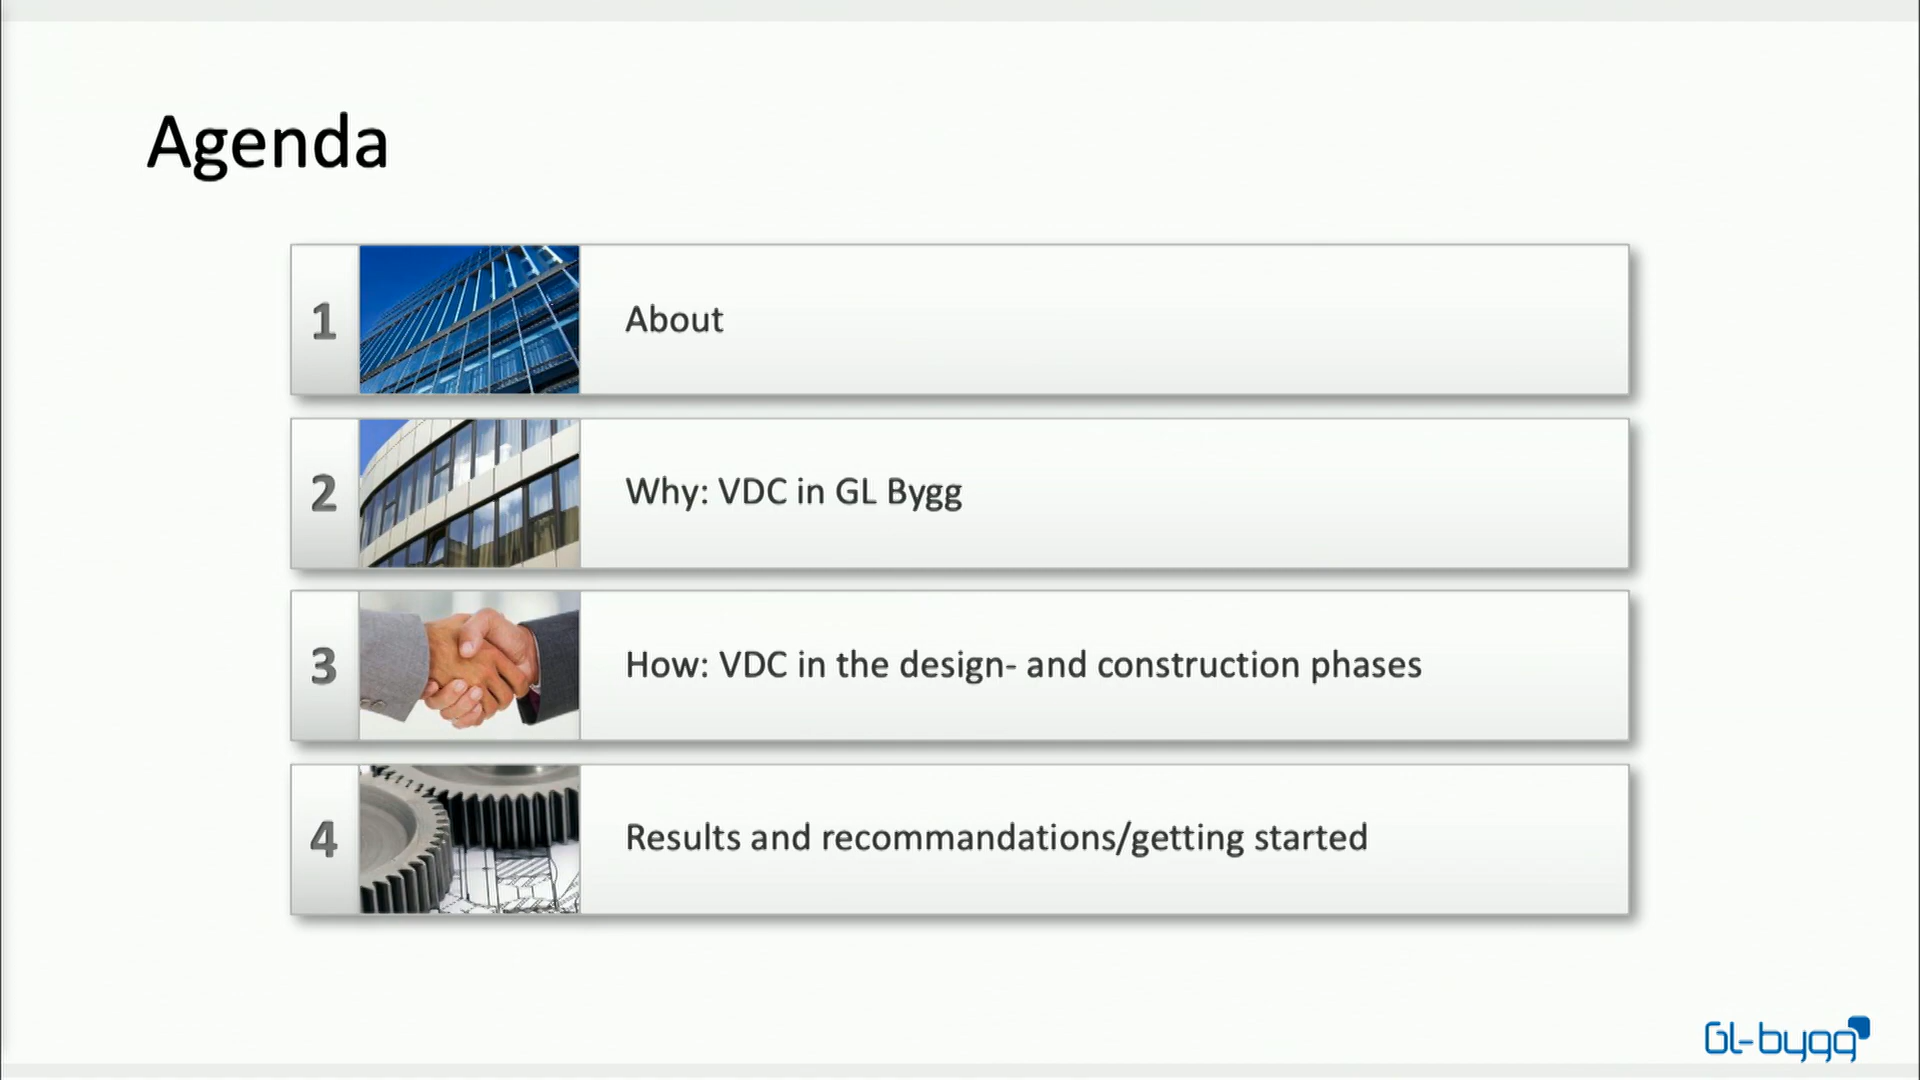 Agenda
1
About
2
Why: VDC in GL Bygg
3
How: VDC in the design- and construction phases
4
Results and recommandations/getting started
GL-bygg